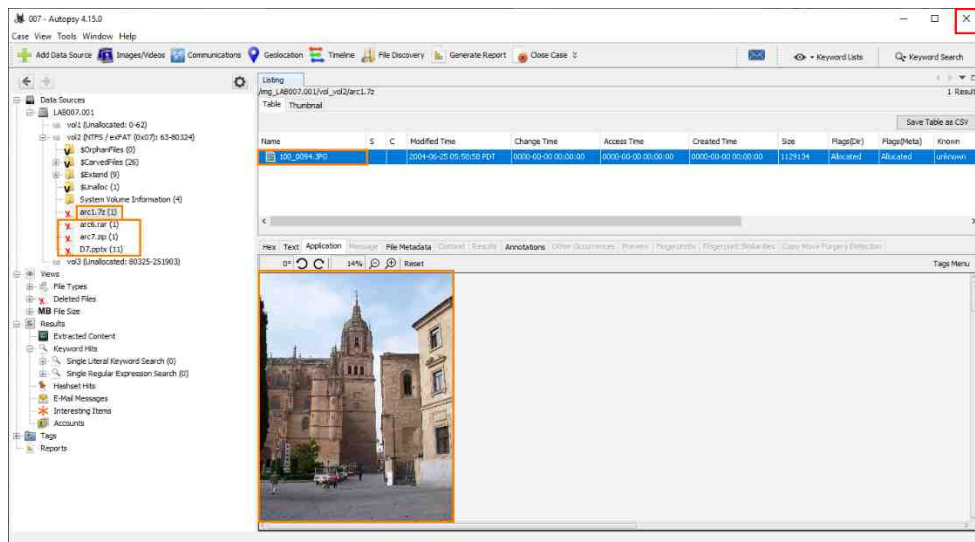 007 - Autopsy 4.15.0
Case View Tools Window Help
Add Data Source Images/Videos Communications Geolocation Timeline File Discovery Generate Report Close Case Keyword Lists Keyword Search
Listing
/img_LAB007.001/vol_vol2/arc1.7z
1 Result
Table Thumbnail
Save Table as CSV
Name S C Modified Time Change Time Access Time Created Time Size Flags(Dir) Flags(Meta) Known
100_0094.JPG 2004-06-25 05:58:58 PDT 0000-00-00 00:00:00 0000-00-00 00:00:00 0000-00-00 00:00:00 1129134 Allocated Allocated unknown
Data Sources
LAB007.001
vol1 (Unallocated: 0-62)
vol2 (NTFS / exFAT (0x07): 63-80324)
$OrphanFiles (0)
$CarvedFiles (26)
$Extend (9)
$Unalloc (1)
System Volume Information (4)
arc1.7z (1)
arc6.rar (1)
arc7.zip (1)
D7.pptx (11)
vol3 (Unallocated: 80325-251903)
Views
File Types
Deleted Files
MB File Size
Results
Extracted Content
Keyword Hits
Single Literal Keyword Search (0)
Single Regular Expression Search (0)
Hashset Hits
E-Mail Messages
Interesting Items
Accounts
Tags
Reports
Hex Text Application Message File Metadata Context Results Annotations Other Occurrences
0° 14% Reset Tags Menu